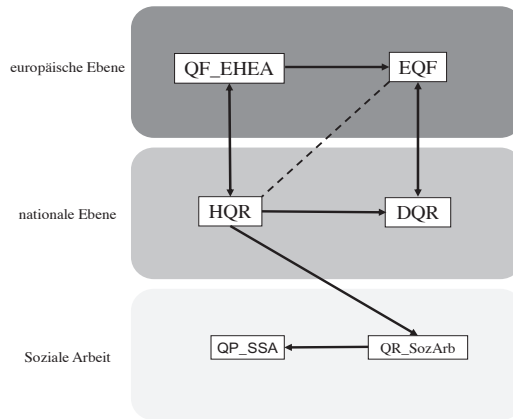 europäische Ebene
QF_EHEA
EQF
nationale Ebene
HQR
DQR
Soziale Arbeit
QP_SSA
QR_SozArb